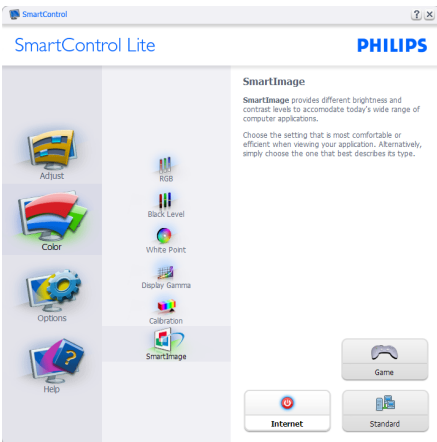 SmartControl
SmartControl Lite
PHILIPS
Adjust
Color
Options
Help
RGB
Black Level
White Point
Display Gamma
Calibration
SmartImage
SmartImage
SmartImage provides different brightness and
contrast levels to accomodate today's wide range of
computer applications.
Choose the setting that is most comfortable or
efficient when viewing your application. Alternatively,
simply choose the one that best describes its type.
Game
Internet
Standard